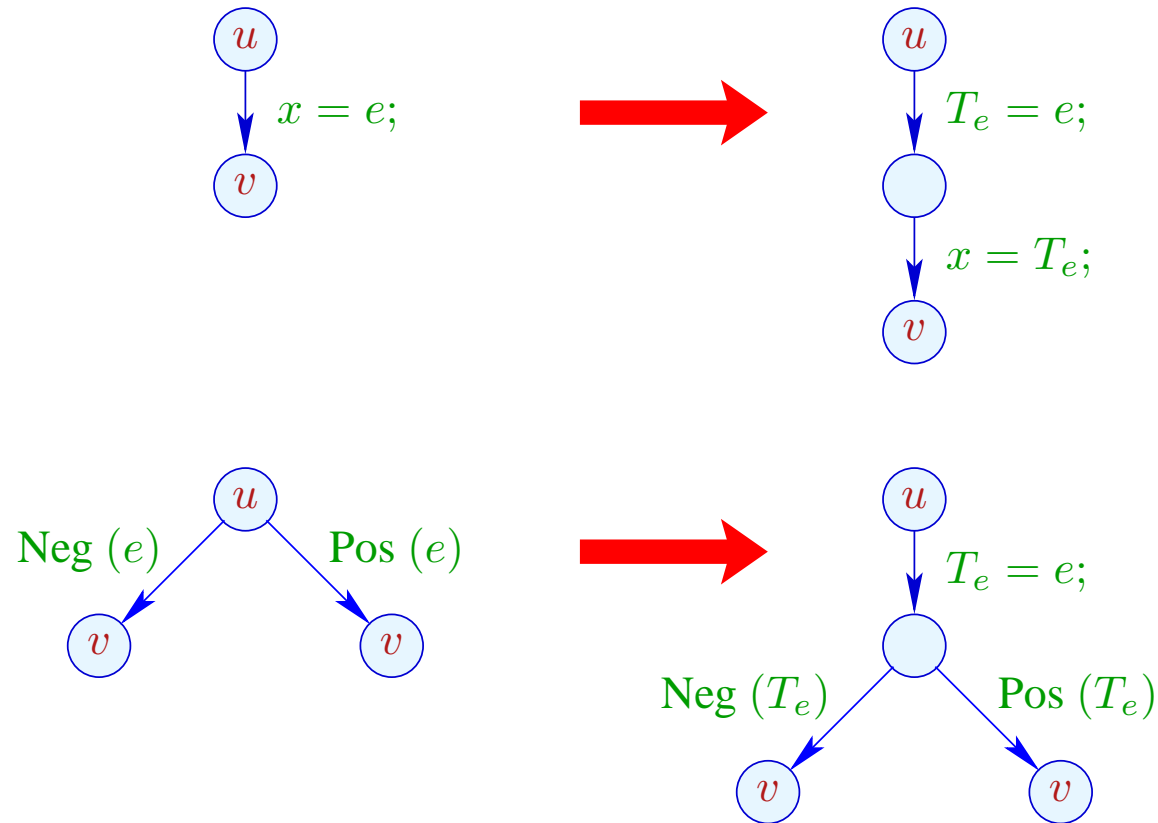 u
u
x = e;
T_e = e;
v
x = T_e;
v
u
u
Neg (e)
Pos (e)
T_e = e;
v
v
Neg (T_e)
Pos (T_e)
v
v